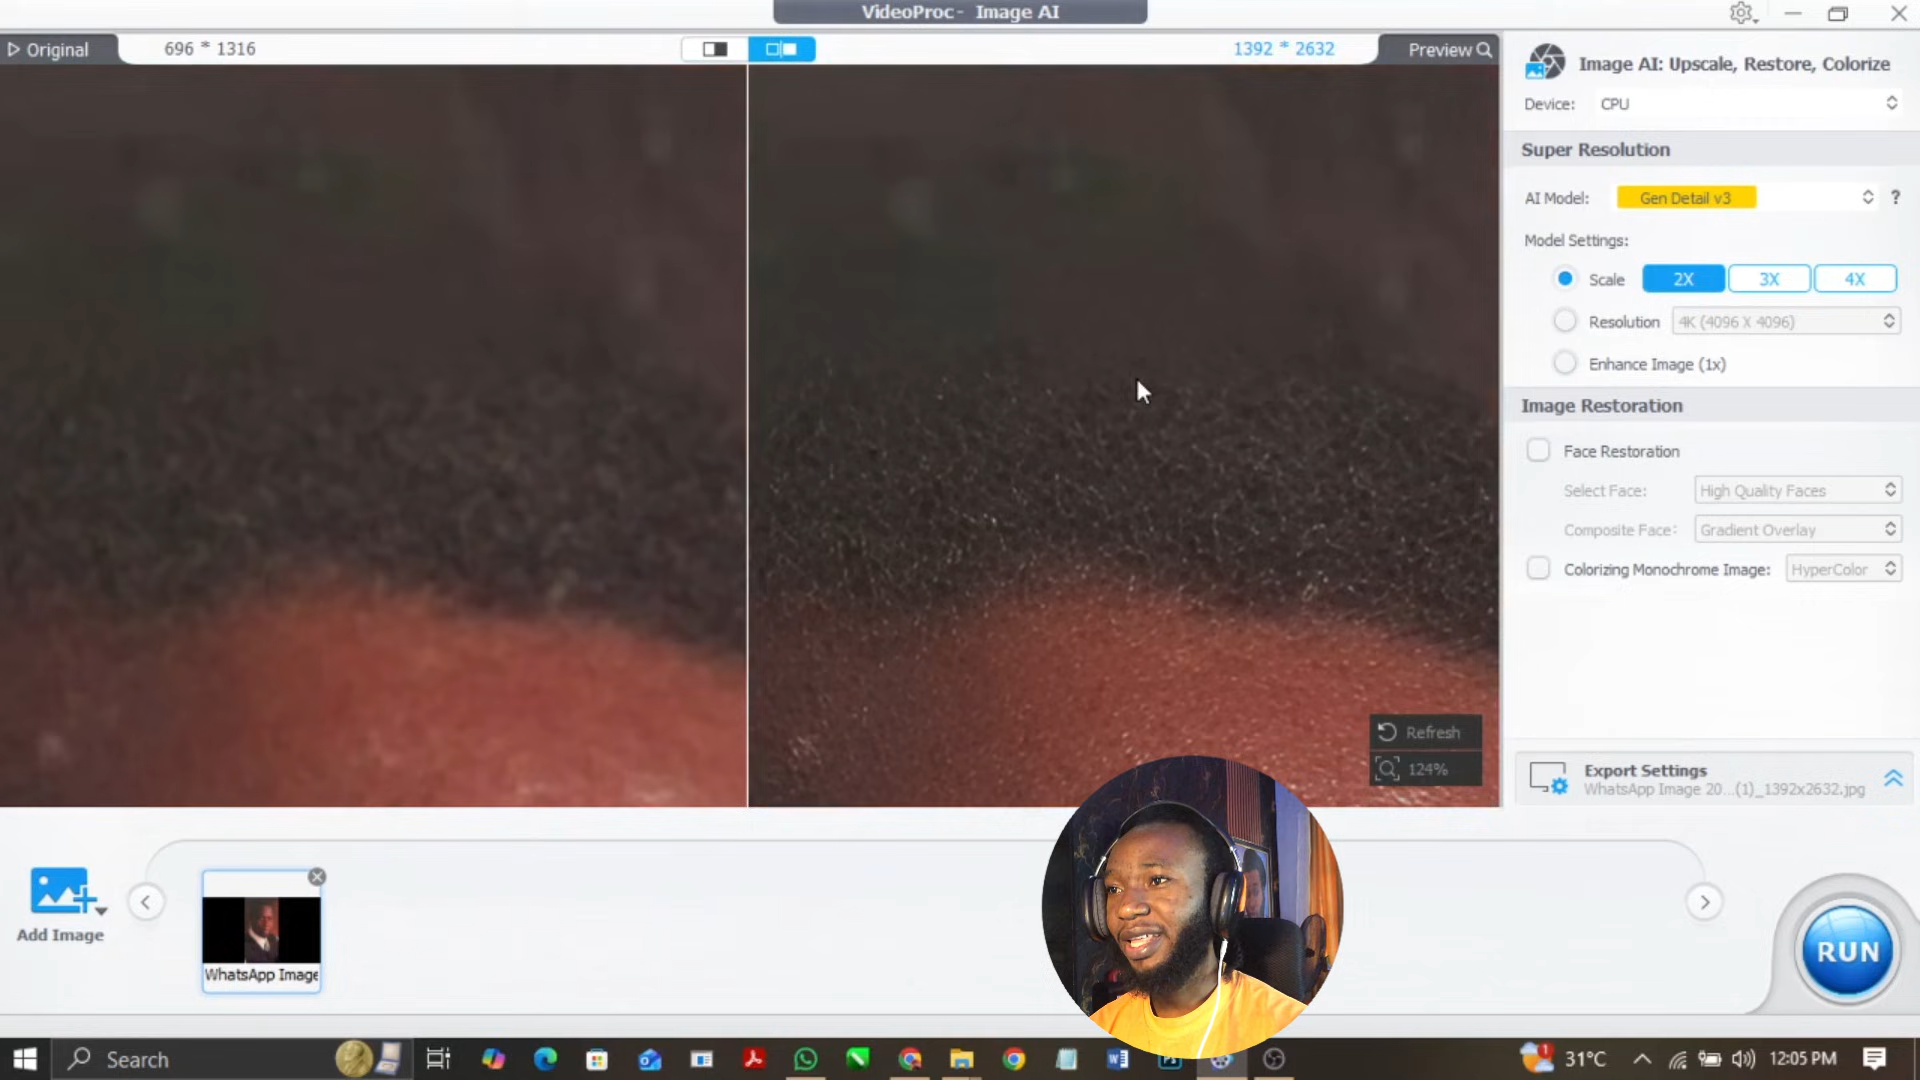 VideoProc - Image AI
Original
696 * 1316
1392 * 2632
Preview
Image AI: Upscale, Restore, Colorize
Device: CPU
Super Resolution
AI Model: Gen Detail v3 ?
Model Settings:
Scale 2X 3X 4X
Resolution 4K (4096 X 4096)
Enhance Image (1x)
Image Restoration
Face Restoration
Select Face: High Quality Faces
Composite Face: Gradient Overlay
Colorizing Monochrome Image: HyperColor
Refresh
124%
Export Settings
WhatsApp Image 20...(1)_1392x2632.jpg
Add Image
WhatsApp Image
RUN
Search
31°C
12:05 PM